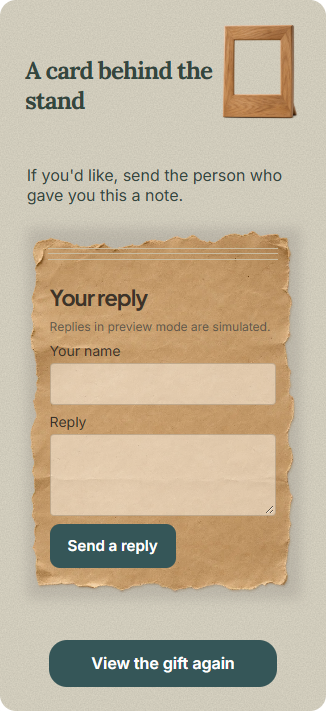 A card behind the
stand
If you'd like, send the person who
gave you this a note.
Your reply
Replies in preview mode are simulated.
Your name
Reply
Send a reply
View the gift again